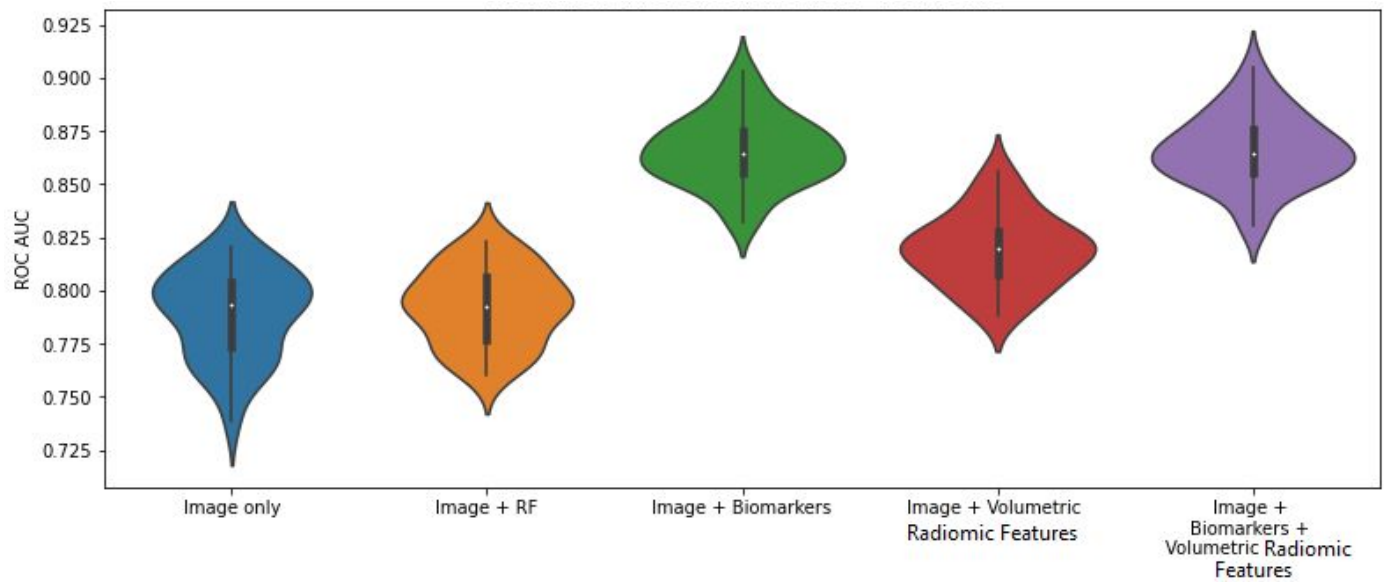 0.925
0.900
0.875
0.850
0.825
0.800
0.775
0.750
0.725
ROC AUC
Image only
Image + RF
Image + Biomarkers
Image + Volumetric
Radiomic Features
Image +
Biomarkers +
Volumetric Radiomic
Features